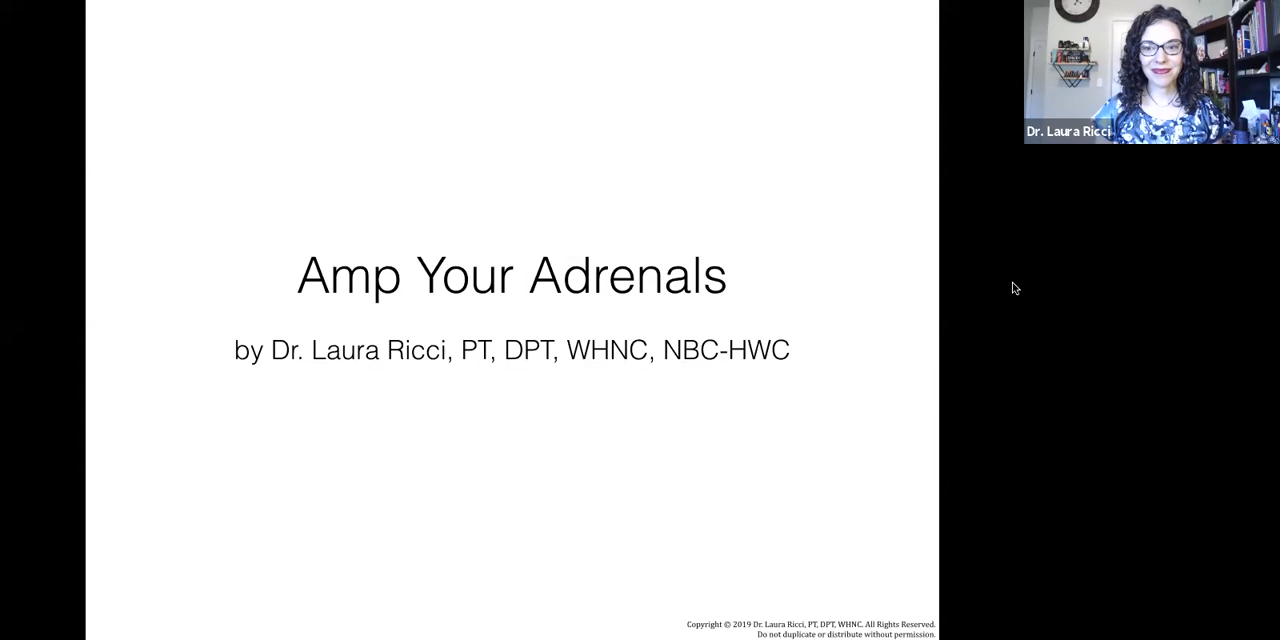 Amp Your Adrenals
by Dr. Laura Ricci, PT, DPT, WHNC, NBC-HWC
Dr. Laura Ricci
Copyright © 2019 Dr. Laura Ricci, PT, DPT, WHNC. All Rights Reserved.
Do not duplicate or distribute without permission.